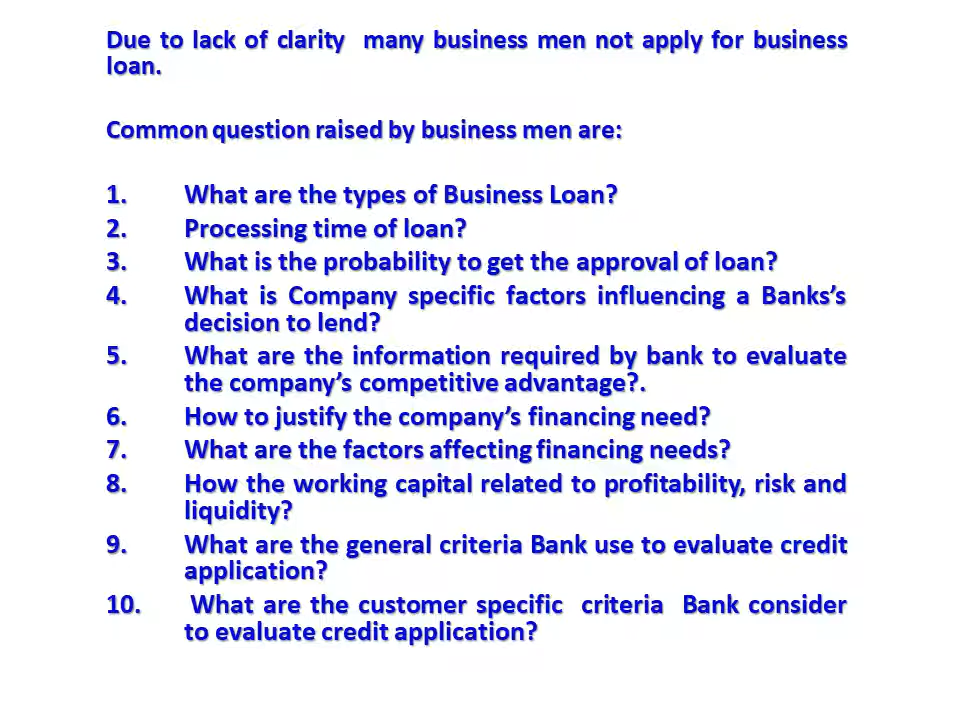 Due to lack of clarity many business men not apply for business
loan.
Common question raised by business men are:
1. What are the types of Business Loan?
2. Processing time of loan?
3. What is the probability to get the approval of loan?
4. What is Company specific factors influencing a Banks’s
decision to lend?
5. What are the information required by bank to evaluate
the company’s competitive advantage?.
6. How to justify the company’s financing need?
7. What are the factors affecting financing needs?
8. How the working capital related to profitability, risk and
liquidity?
9. What are the general criteria Bank use to evaluate credit
application?
10. What are the customer specific criteria Bank consider
to evaluate credit application?